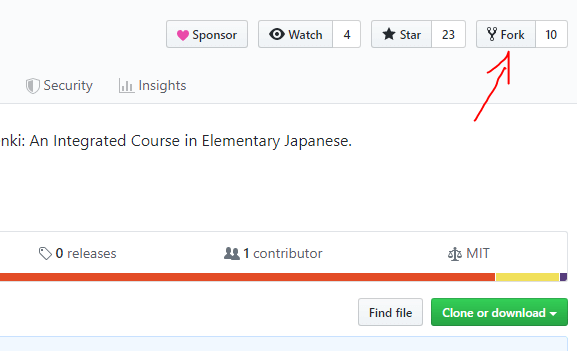 Sponsor Watch 4 Star 23 Fork 10
Security Insights
nki: An Integrated Course in Elementary Japanese.
0 releases 1 contributor MIT
Find file Clone or download